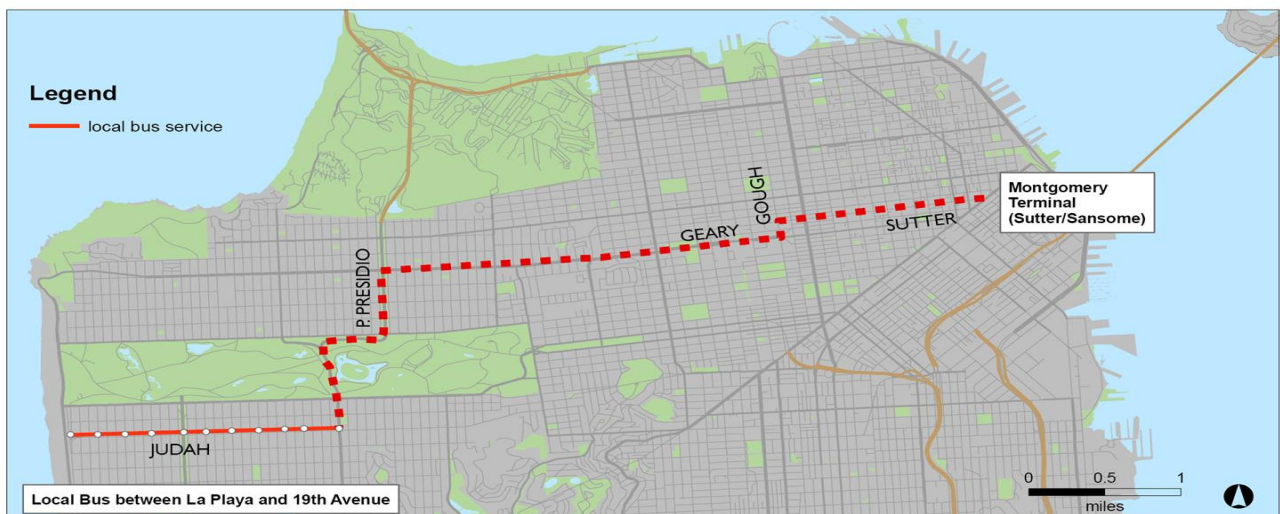 Legend
local bus service
Montgomery
Terminal
(Sutter/Sansome)
GOUGH
GEARY
SUTTER
P. PRESIDIO
JUDAH
Local Bus between La Playa and 19th Avenue
0 0.5 1
miles